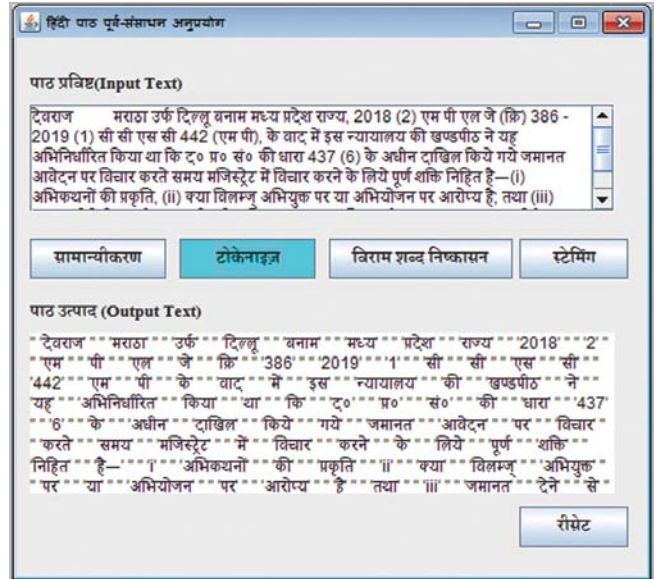 हिंदी पाठ पूर्व-संसाधन अनुप्रयोग
पाठ प्रविष्ट(Input Text)
देवराज मराठा उर्फ दिल्लू बनाम मध्य प्रदेश राज्य, 2018 (2) एम पी एल जे (क्रि) 386 -
2019 (1) सी सी एस सी 442 (एम पी), के वाद में इस न्यायालय की खण्डपीठ ने यह
अभिनिर्धारित किया था कि द० प्र० सं० की धारा 437 (6) के अधीन दाखिल किये गये जमानत
आवेदन पर विचार करते समय मजिस्ट्रेट में विचार करने के लिये पूर्ण शक्ति निहित है—(i)
अभिकथनों की प्रकृति, (ii) क्या विलम्ब अभियुक्त पर या अभियोजन पर आरोप्य है; तथा (iii)
सामान्यीकरण टोकेनाइज़ विराम शब्द निष्कासन स्टेमिंग
पाठ उत्पाद (Output Text)
" देवराज " " मराठा " " उर्फ " " दिल्लू " " बनाम " " मध्य " " प्रदेश " " राज्य " " 2018 " " 2 "
" एम " " पी " " एल " " जे " " क्रि " " 386 " " 2019 " " 1 " " सी " " सी " " एस " " सी "
" 442 " " एम " " पी " " के " " वाद " " में " " इस " " न्यायालय " " की " " खण्डपीठ " " ने "
यह " " अभिनिर्धारित " " किया " " था " " कि " " द० " " प्र० " " सं० " " की " " धारा " " 437
" " 6 " " के " " अधीन " " दाखिल " " किये " " गये " " जमानत " " आवेदन " " पर " " विचार "
" करते " " समय " " मजिस्ट्रेट " " में " " विचार " " करने " " के " " लिये " " पूर्ण " " शक्ति "
निहित " " है— " " i " " अभिकथनों " " की " " प्रकृति " " ii " " क्या " " विलम्ब " " अभियुक्त "
" पर " " या " " अभियोजन " " पर " " आरोप्य " " है " " तथा " " iii " " जमानत " " देने " " से "
रीसेट